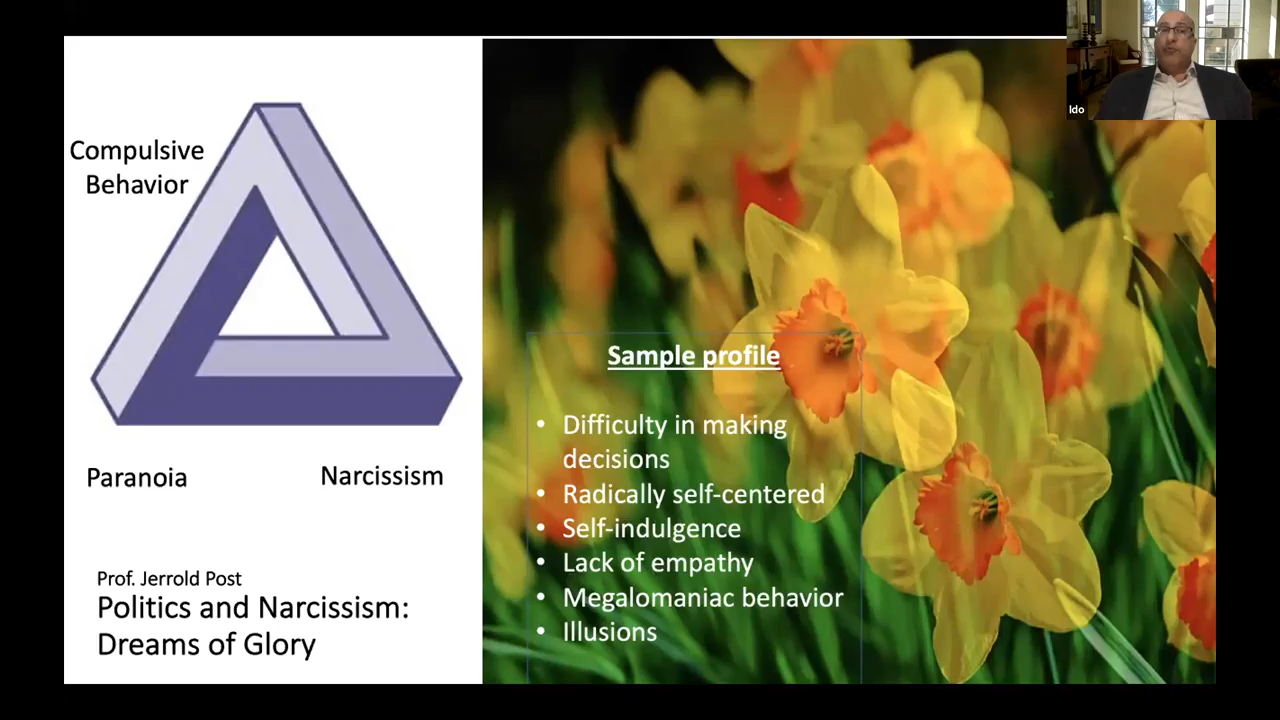 Compulsive
Behavior
Paranoia
Narcissism
Prof. Jerrold Post
Politics and Narcissism:
Dreams of Glory
Sample profile
• Difficulty in making
decisions
• Radically self-centered
• Self-indulgence
• Lack of empathy
• Megalomaniac behavior
• Illusions
Ido